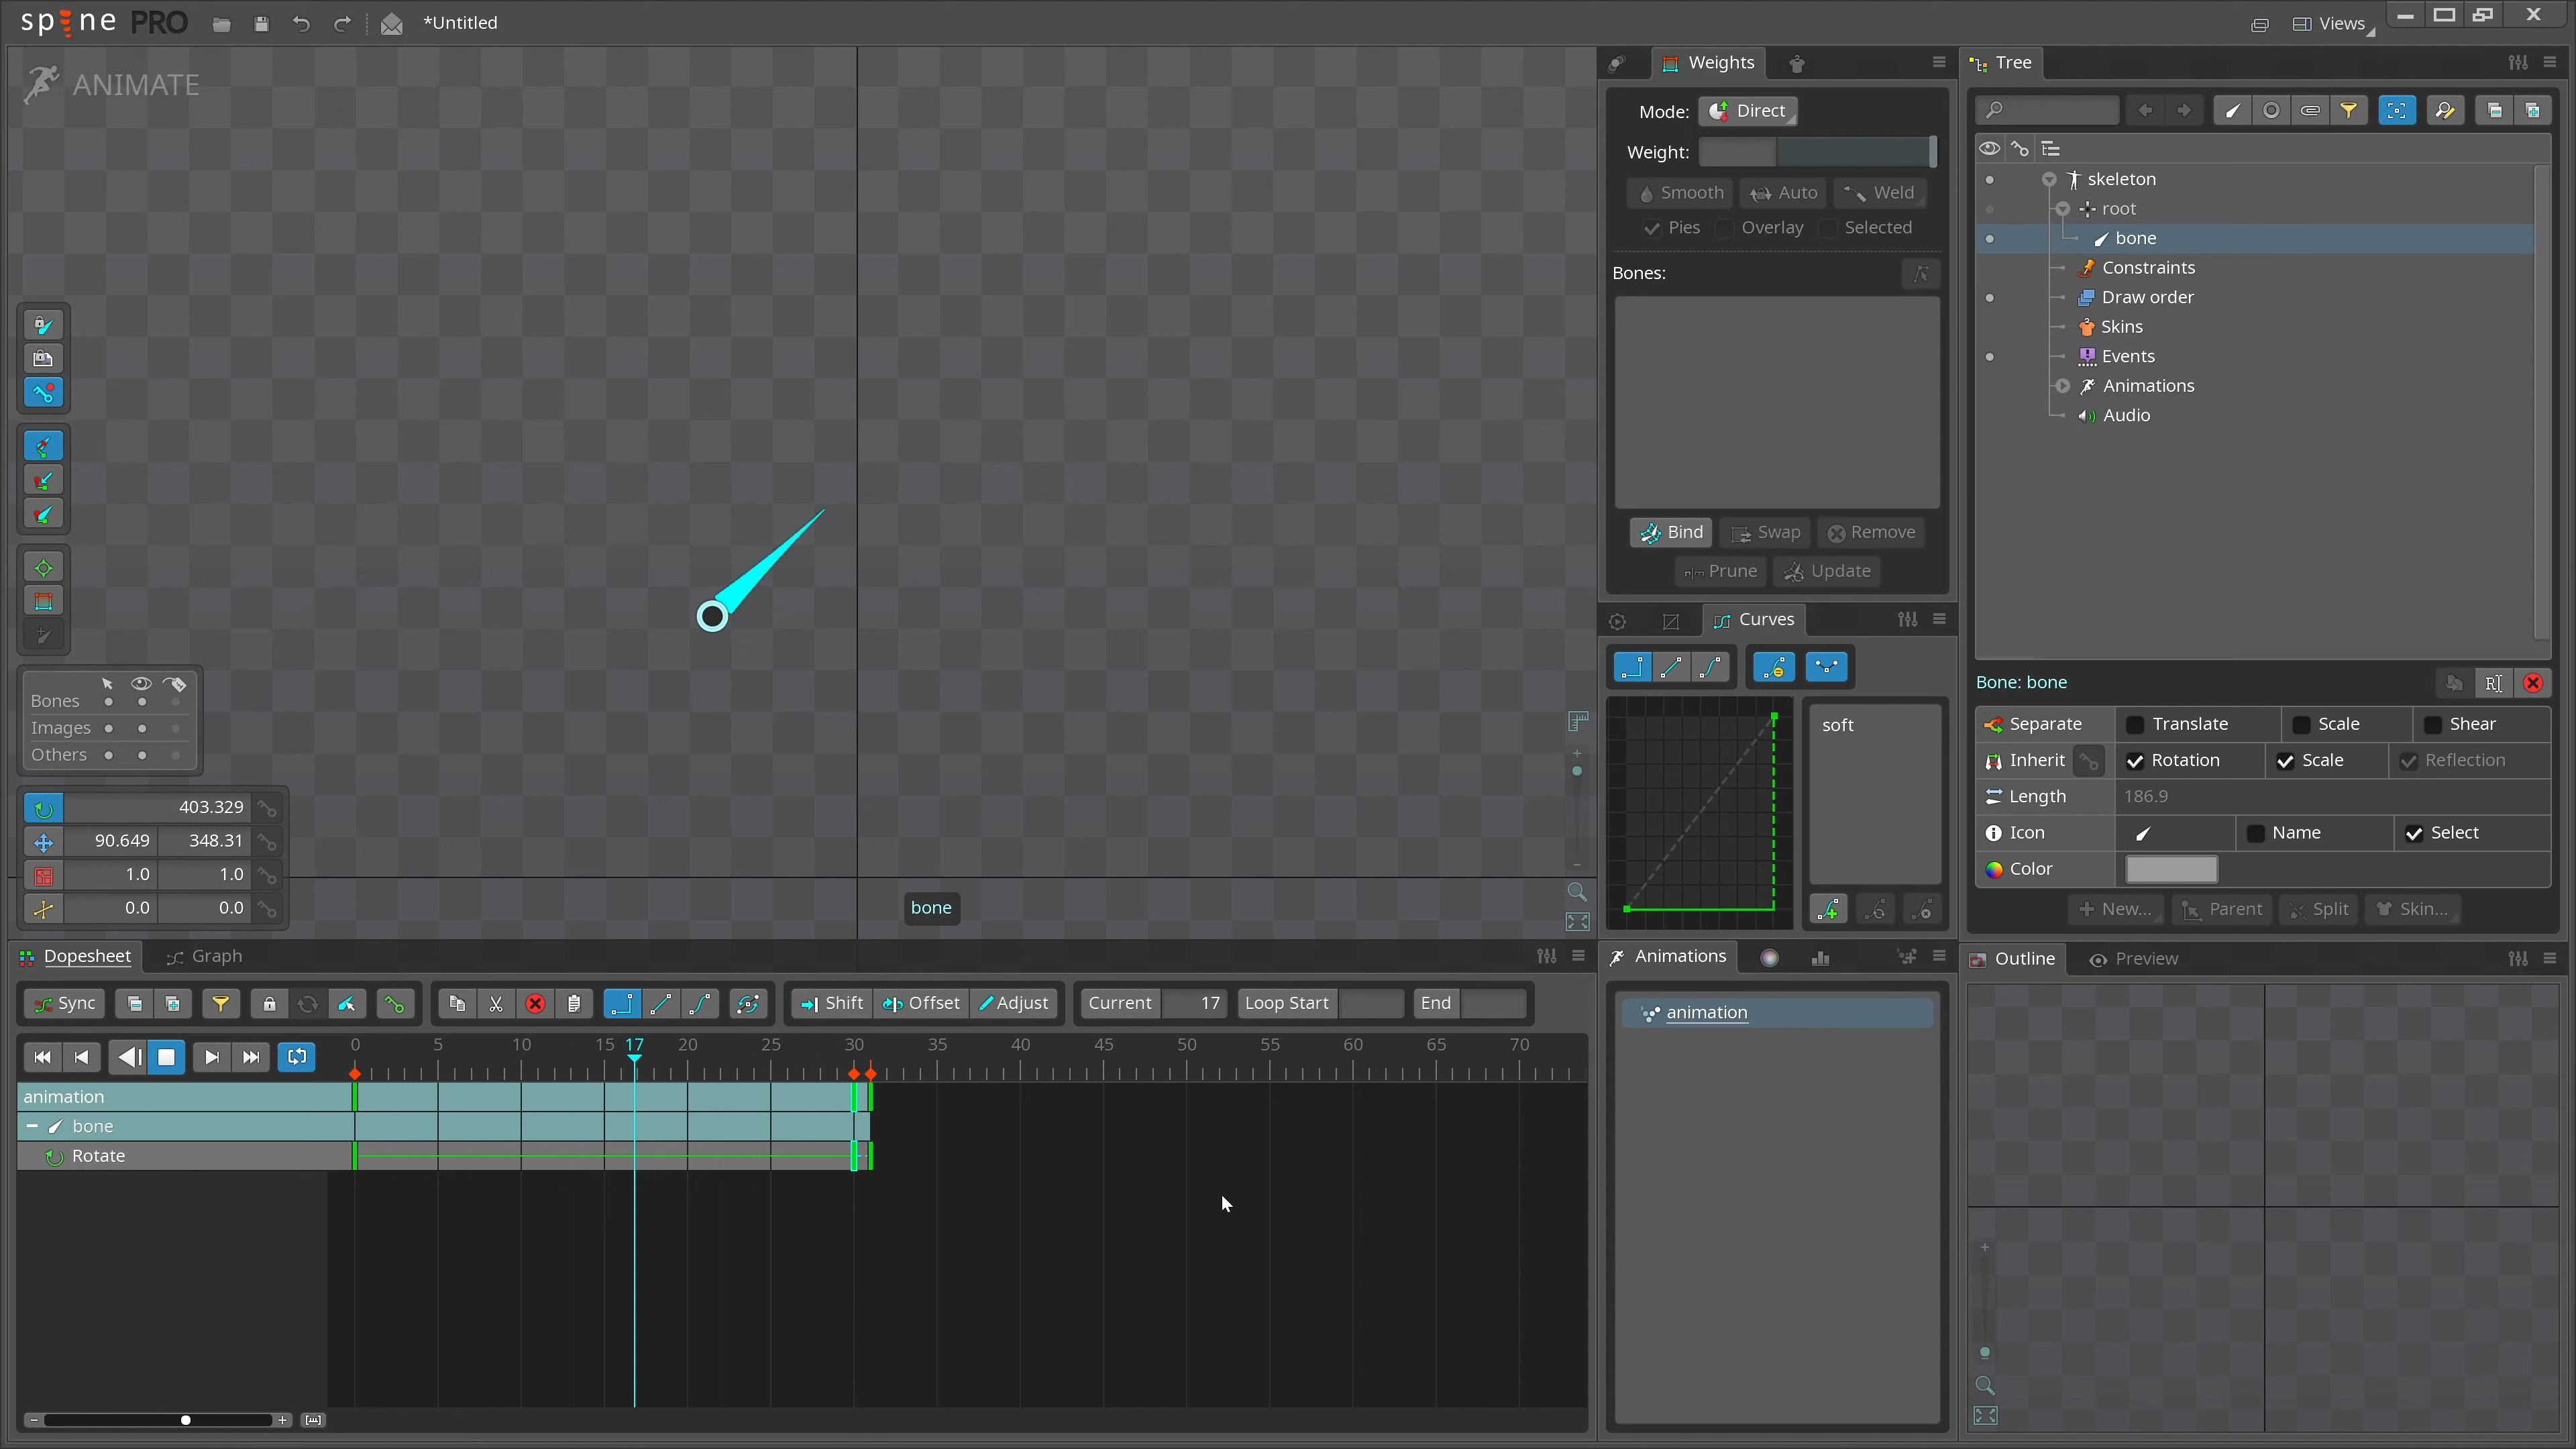 spine PRO
*Untitled
Views
ANIMATE
Bones
Images
Others
403.329
90.649 348.31
1.0 1.0
0.0 0.0
bone
Weights
Mode: Direct
Weight:
Smooth Auto Weld
Pies Overlay Selected
Bones:
Bind Swap Remove
Prune Update
Curves
soft
Tree
skeleton
root
bone
Constraints
Draw order
Skins
Events
Animations
Audio
Bone: bone
Separate Translate Scale Shear
Inherit Rotation Scale Reflection
Length 186.9
Icon Name Select
Color
New... Parent Split Skin...
Dopesheet Graph
Sync Shift Offset Adjust Current 17 Loop Start End
0 5 10 15 17 20 25 30 35 40 45 50 55 60 65 70
animation
bone
Rotate
Animations
animation
Outline Preview